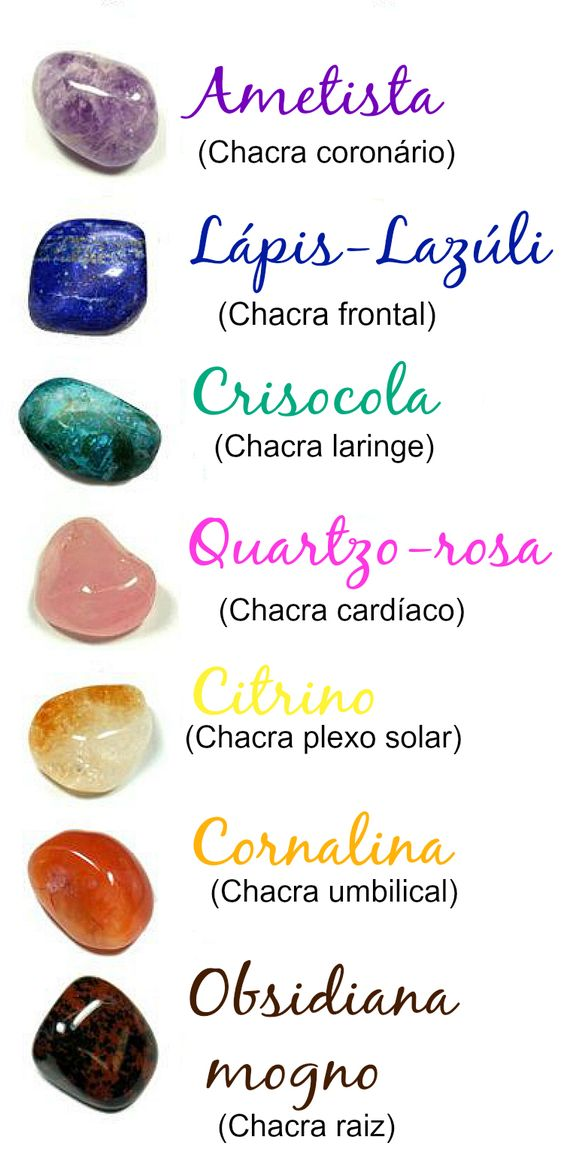 Ametista
(Chacra coronário)
Lápis-Lazúli
(Chacra frontal)
Crisocola
(Chacra laringe)
Quartzo-rosa
(Chacra cardíaco)
Citrino
(Chacra plexo solar)
Cornalina
(Chacra umbilical)
Obsidiana
mogno
(Chacra raiz)